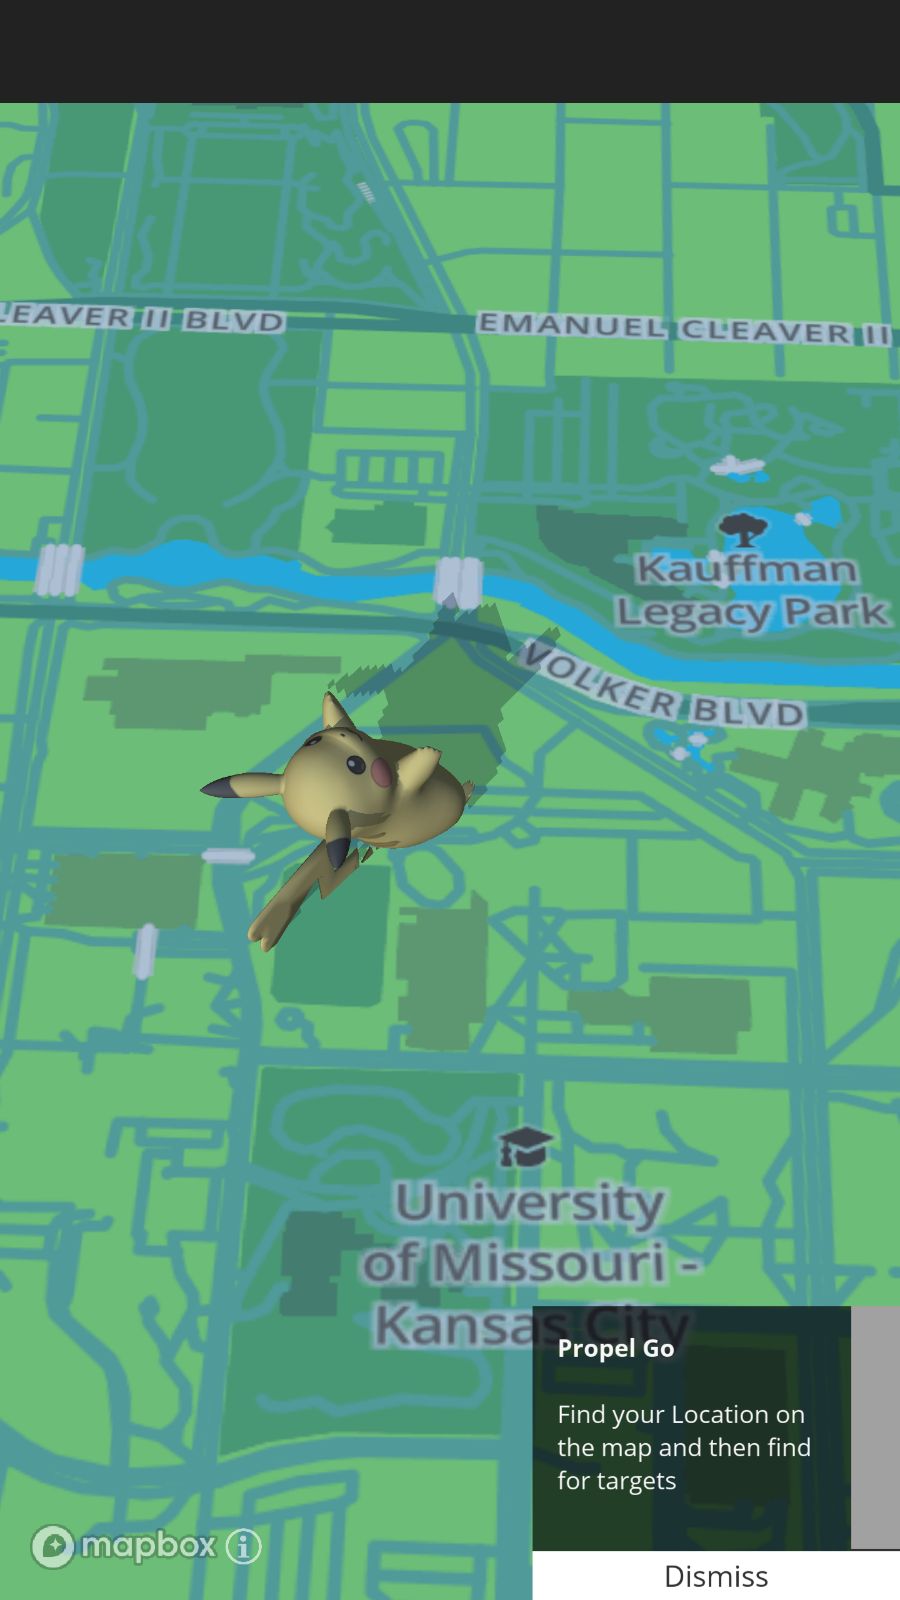 LEAVER II BLVD
EMANUEL CLEAVER II
Kauffman
Legacy Park
VOLKER BLVD
University
of Missouri -
Kansas City
Propel Go
Find your Location on
the map and then find
for targets
mapbox
Dismiss